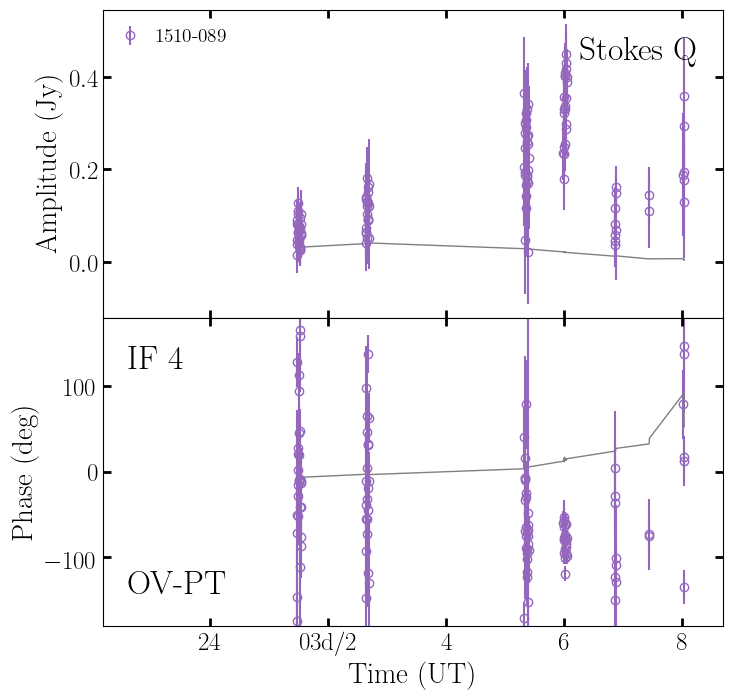 1510-089
Stokes Q
0.4
0.2
0.0
Amplitude (Jy)
IF 4
100
0
−100
Phase (deg)
OV-PT
24 03d/2 4 6 8
Time (UT)